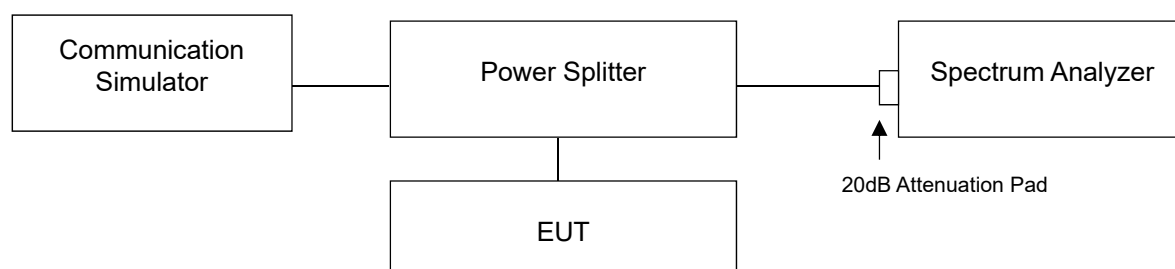 Communication
Simulator
Power Splitter
Spectrum Analyzer
20dB Attenuation Pad
EUT